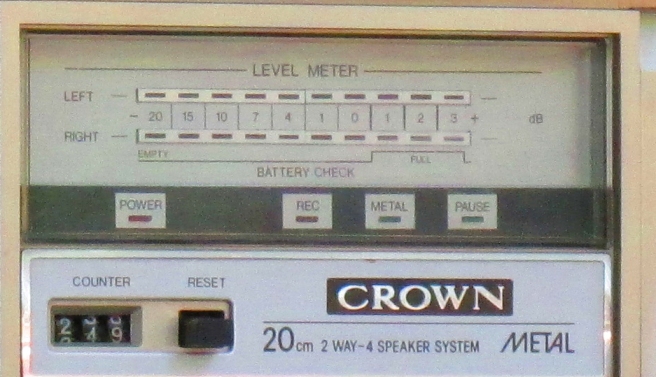 LEVEL METER
LEFT
- 20 15 10 7 4 1 0 1 2 3 + dB
RIGHT
EMPTY FULL
BATTERY CHECK
POWER REC METAL PAUSE
COUNTER RESET
CROWN
249
20cm 2 WAY-4 SPEAKER SYSTEM METAL